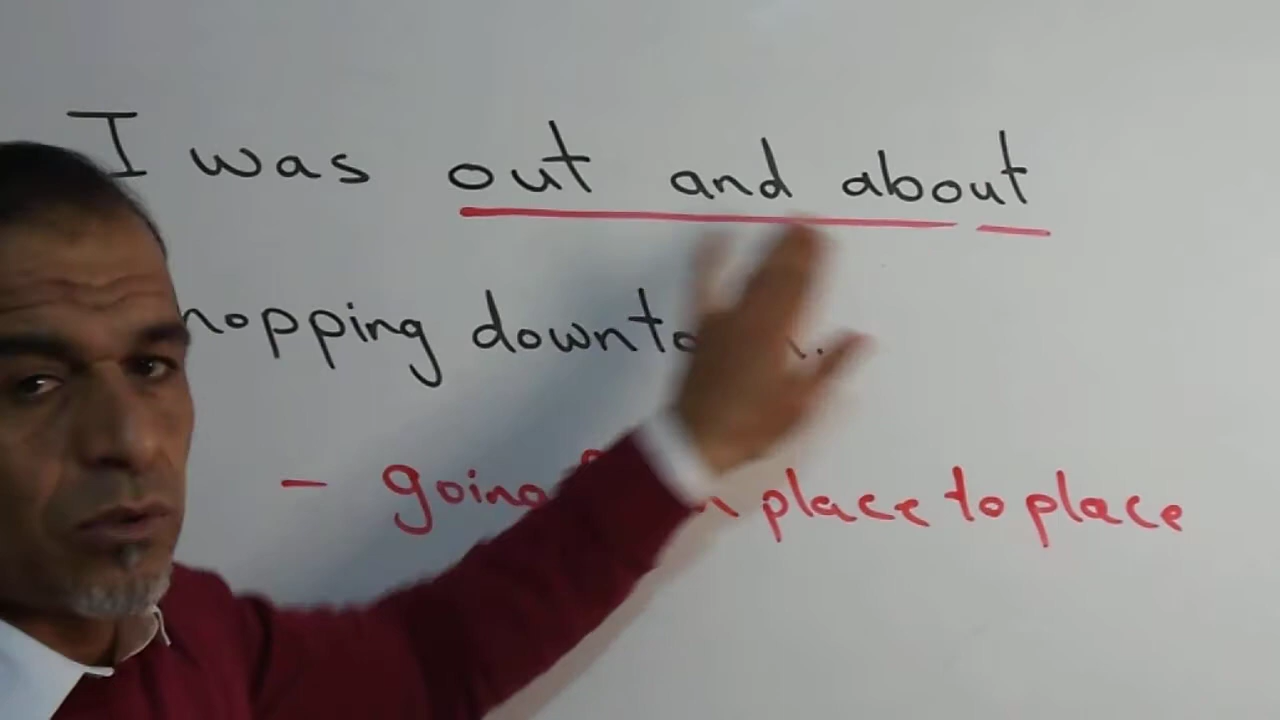 I was out and about
hopping downto
- going place to place